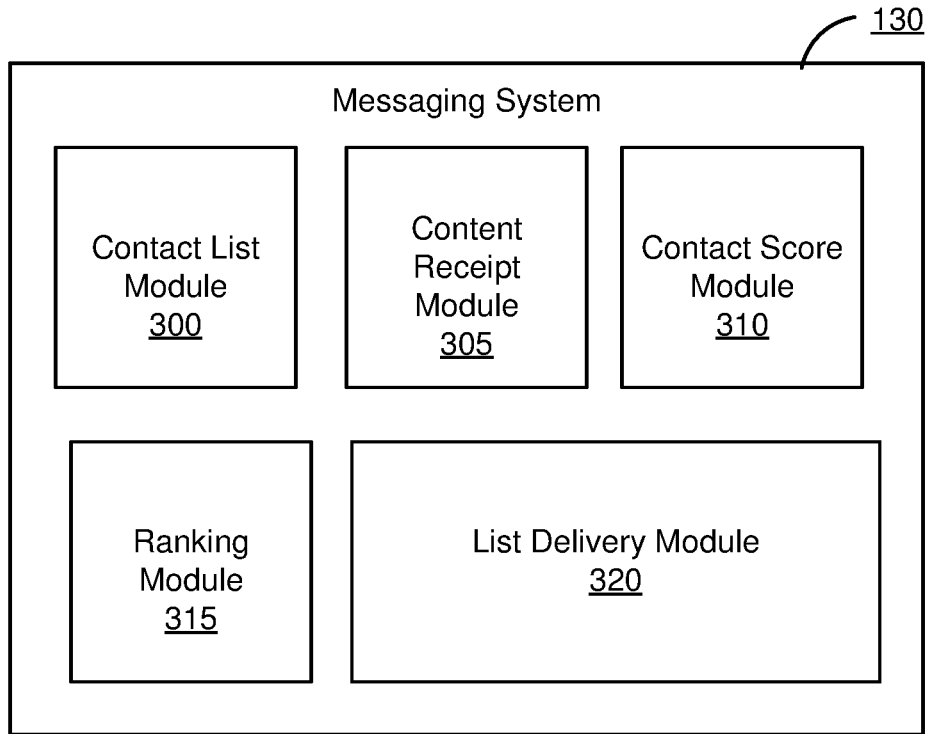 130
Messaging System
Contact List
Module
300
Content
Receipt
Module
305
Contact Score
Module
310
Ranking
Module
315
List Delivery Module
320